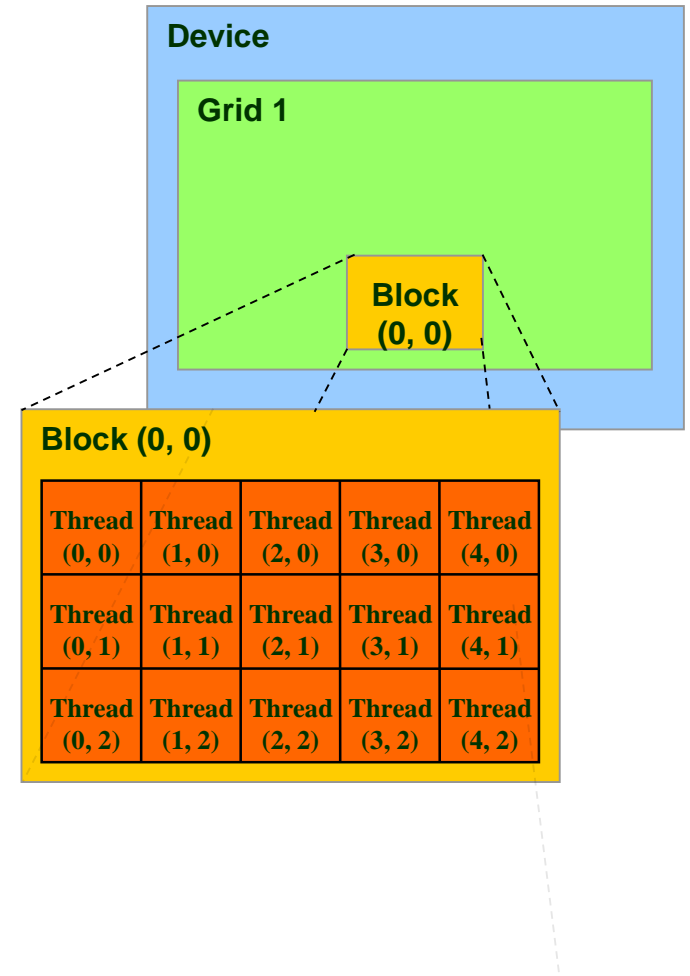 Device
Grid 1
Block
(0, 0)
Block (0, 0)
Thread Thread Thread Thread Thread
(0, 0) (1, 0) (2, 0) (3, 0) (4, 0)
Thread Thread Thread Thread Thread
(0, 1) (1, 1) (2, 1) (3, 1) (4, 1)
Thread Thread Thread Thread Thread
(0, 2) (1, 2) (2, 2) (3, 2) (4, 2)